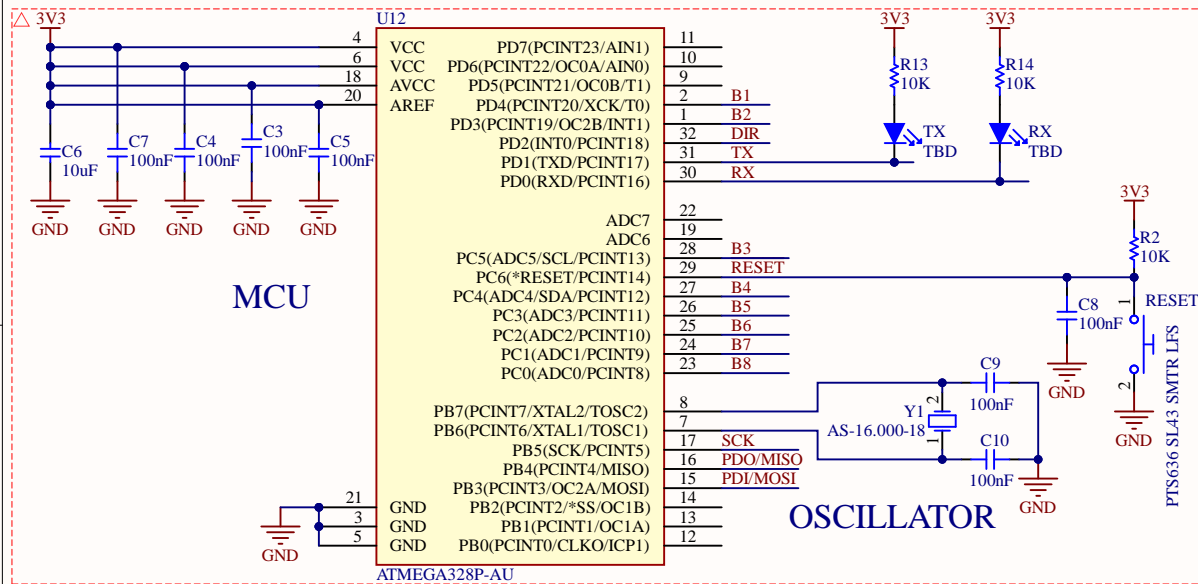 3V3
U12
3V3
3V3
4 VCC
6 VCC
18 AVCC
20 AREF
PD7(PCINT23/AIN1) 11
PD6(PCINT22/OC0A/AIN0) 10
PD5(PCINT21/OC0B/T1) 9
PD4(PCINT20/XCK/T0) 2 B1
PD3(PCINT19/OC2B/INT1) 1 B2
PD2(INT0/PCINT18) 32 DIR
PD1(TXD/PCINT17) 31 TX
PD0(RXD/PCINT16) 30 RX
R13
10K
R14
10K
TX
TBD
RX
TBD
C6
10uF
C7
100nF
C4
100nF
C3
100nF
C5
100nF
GND
GND
GND
GND
GND
MCU
ADC7 22
ADC6 19
PC5(ADC5/SCL/PCINT13) 28 B3
PC6(*RESET/PCINT14) 29 RESET
PC4(ADC4/SDA/PCINT12) 27 B4
PC3(ADC3/PCINT11) 26 B5
PC2(ADC2/PCINT10) 25 B6
PC1(ADC1/PCINT9) 24 B7
PC0(ADC0/PCINT8) 23 B8
3V3
R2
10K
C8
100nF
GND
1
RESET
2
PTS636 SL43 SMTR LFS
GND
PB7(PCINT7/XTAL2/TOSC2) 8
PB6(PCINT6/XTAL1/TOSC1) 7
PB5(SCK/PCINT5) 17 SCK
PB4(PCINT4/MISO) 16 PDO/MISO
PB3(PCINT3/OC2A/MOSI) 15 PDI/MOSI
PB2(PCINT2/*SS/OC1B) 14
PB1(PCINT1/OC1A) 13
PB0(PCINT0/CLKO/ICP1) 12
C9
100nF
2
Y1
AS-16.000-18
1
C10
100nF
GND
OSCILLATOR
21 GND
3 GND
5 GND
GND
ATMEGA328P-AU